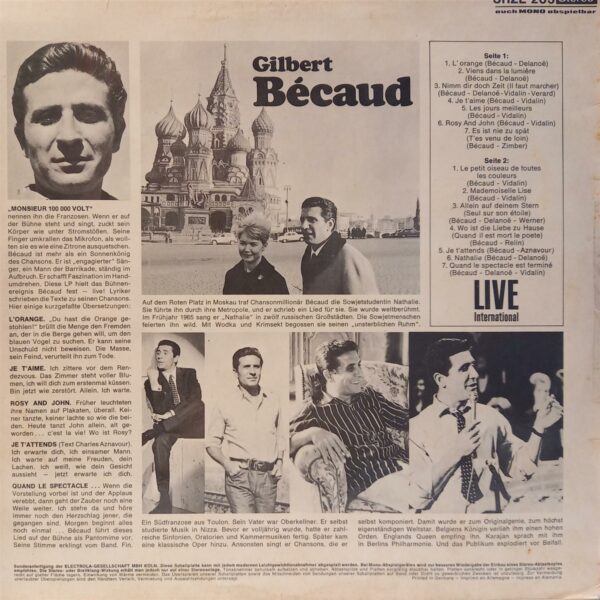 SHZE 205 Stereo
auch MONO abspielbar
Gilbert
Bécaud
Seite 1:
1. L'orange (Bécaud - Delanoë)
2. Viens dans la lumière
(Bécaud - Delanoë)
3. Nimm dir doch Zeit (Il faut marcher)
(Bécaud - Delanoë - Vidalin - Verard)
4. Je t'aime (Bécaud - Vidalin)
5. Les jours meilleurs
(Bécaud - Delanoë)
6. Rosy And John (Bécaud - Vidalin)
7. Es ist nie zu spät
(T'es venu de loin)
(Bécaud - Zimber)
Seite 2:
1. Le petit oiseau de toutes
les couleurs
(Bécaud - Vidalin)
2. Mademoiselle Lise
(Bécaud - Vidalin)
3. Allein auf deinem Stern
(Seul sur son étoile)
(Bécaud - Delanoë - Werner)
4. Wo ist die Liebe zu Hause
(Quand il est mort le poete)
(Bécaud - Relin)
5. Je t'attends (Bécaud - Aznavour)
6. Nathalie (Bécaud - Delanoë)
7. Quand le spectacle est terminé
(Bécaud - Delanoë)
LIVE
International
„MONSIEUR 100 000 VOLT"
nennen ihn die Franzosen. Wenn er auf
der Bühne steht und singt, zuckt sein
Körper wie unter Stromstößen. Seine
Finger umkrallen das Mikrofon, als woll-
ten sie es wie eine Zitrone ausquetschen.
Bécaud ist mehr als ein Sonnenkönig
des Chansons. Er ist „engagierter" Sän-
ger, ein Mann der Barrikade, ständig im
Aufbruch. Er schafft Faszination im Hand-
umdrehen. Diese LP hielt das Bühnen-
ereignis Bécaud fest — live! Lyriker
schreiben die Texte zu seinen Chansons.
Hier einige kurzgefaßte Übersetzungen:
L'ORANGE. „Du hast die Orange ge-
stohlen!" brüllt die Menge den Fremden
an, der in die Berge gehen will, um den
blauen Vogel zu suchen. Er kann seine
Unschuld nicht beweisen. Die Masse,
sein Feind, verurteilt ihn zum Tode.
JE T'AIME. Ich zittere vor dem Ren-
dezvous. Das Zimmer steht voller Blu-
men, ich will dich zum erstenmal küssen.
Bin jetzt wie zerstört. Allein. Ich warte.
ROSY AND JOHN. Früher leuchteten
ihre Namen auf Plakaten, überall. Kei-
ner tanzte, keiner lachte so wie die bei-
den. Heute tanzt John allein, alt ge-
worden . . . c'est la vie! Wo ist Rosy?
JE T'ATTENDS (Text Charles Aznavour).
Ich erwarte dich, ich einsamer Mann.
Ich warte auf meine Freuden, dein
Lachen. Ich weiß, wie dein Gesicht
aussieht — jetzt erwarte ich dich.
QUAND LE SPECTACLE . . . Wenn die
Vorstellung vorbei ist und der Applaus
verebbt, dann geht der Zauber noch eine
Weile weiter. Ich stehe da und höre
immer noch den Herzschlag jener, die
gegangen sind. Morgen beginnt alles
noch einmal . . . Bécaud führt dieses
Lied auf der Bühne als Pantomime vor.
Seine Stimme erklingt vom Band. Fin.
Auf dem Roten Platz in Moskau traf Chansonmillionär Bécaud die Sowjetstudentin Nathalie.
Sie führte ihn durch ihre Metropole, und er schrieb ein Lied für sie. Sie wurde weltberühmt.
Im Frühjahr 1965 sang er „Nathalie" in zwölf russischen Großstädten. Die Sowjetmenschen
feierten ihn wild. Mit Wodka und Krimsekt begossen sie seinen „unsterblichen Ruhm".
Ein Südfranzose aus Toulon. Sein Vater war Oberkellner. Er selbst
studierte Musik in Nizza. Bevor er volljährig wurde, hatte er zahl-
reiche Sinfonien, Oratorien und Kammermusiken fertig. Später kam
eine klassische Oper hinzu. Ansonsten singt er Chansons, die er
selbst komponiert. Damit wurde er zum Originalgenie, zum höchst
eigenständigen Weltstar. Belgiens Königin verlieh ihm einen hohen
Orden. Englands Queen empfing ihn. Karajan sprach mit ihm
in Berlins Philharmonie. Und das Publikum explodiert vor Beifall.
Sonderanfertigung der ELECTROLA-GESELLSCHAFT MBH KÖLN.
Printed in Germany — Imprimé en Allemagne